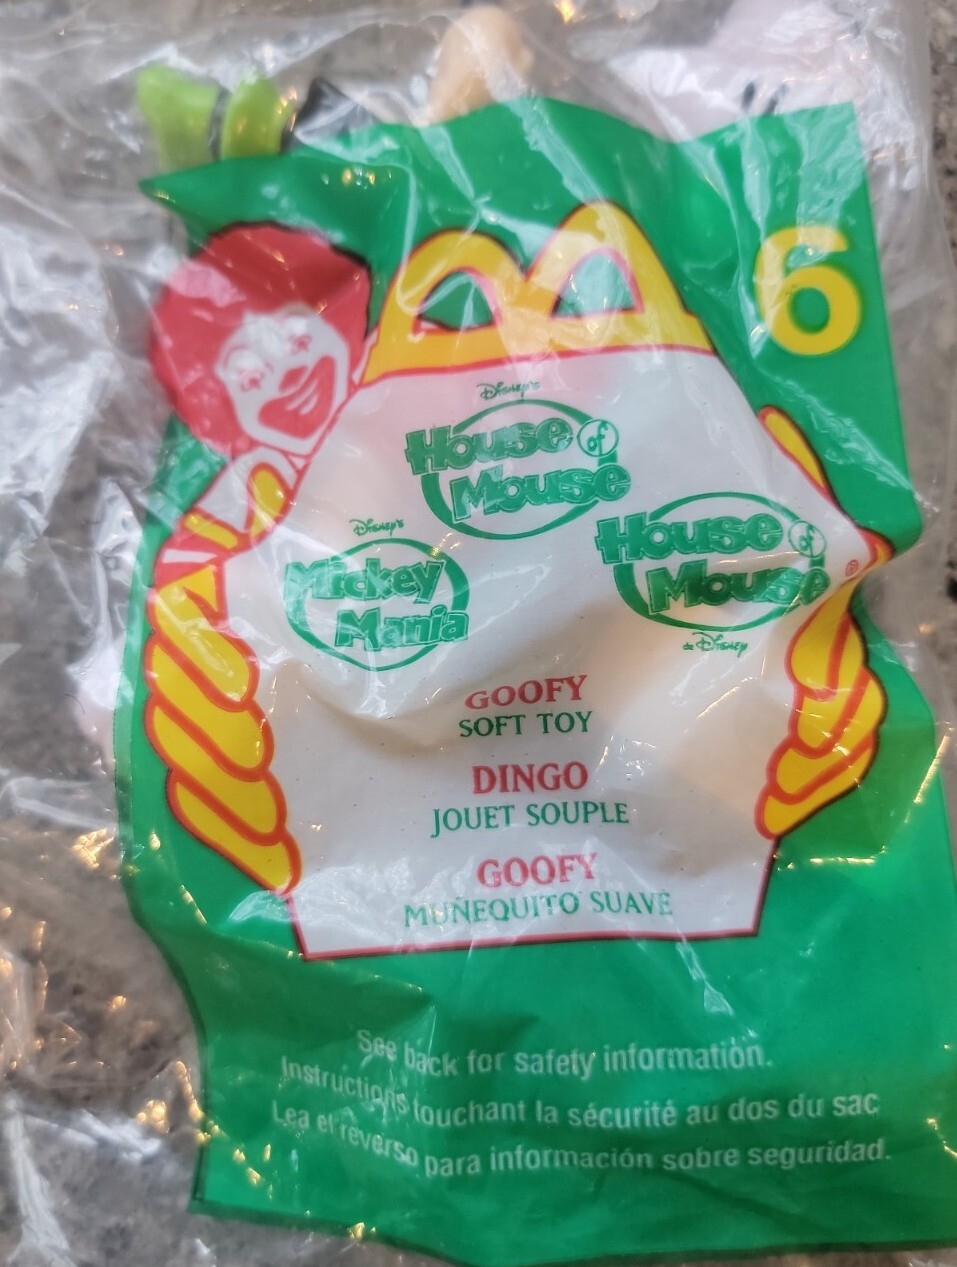 6
Disney's
House of
Mouse
Disney's
Mickey
Mania
House of
Mouse
de Disney
GOOFY
SOFT TOY
DINGO
JOUET SOUPLE
GOOFY
MUÑEQUITO SUAVE
See back for safety information.
Instructions touchant la sécurité au dos du sac
Lea el reverso para información sobre seguridad.